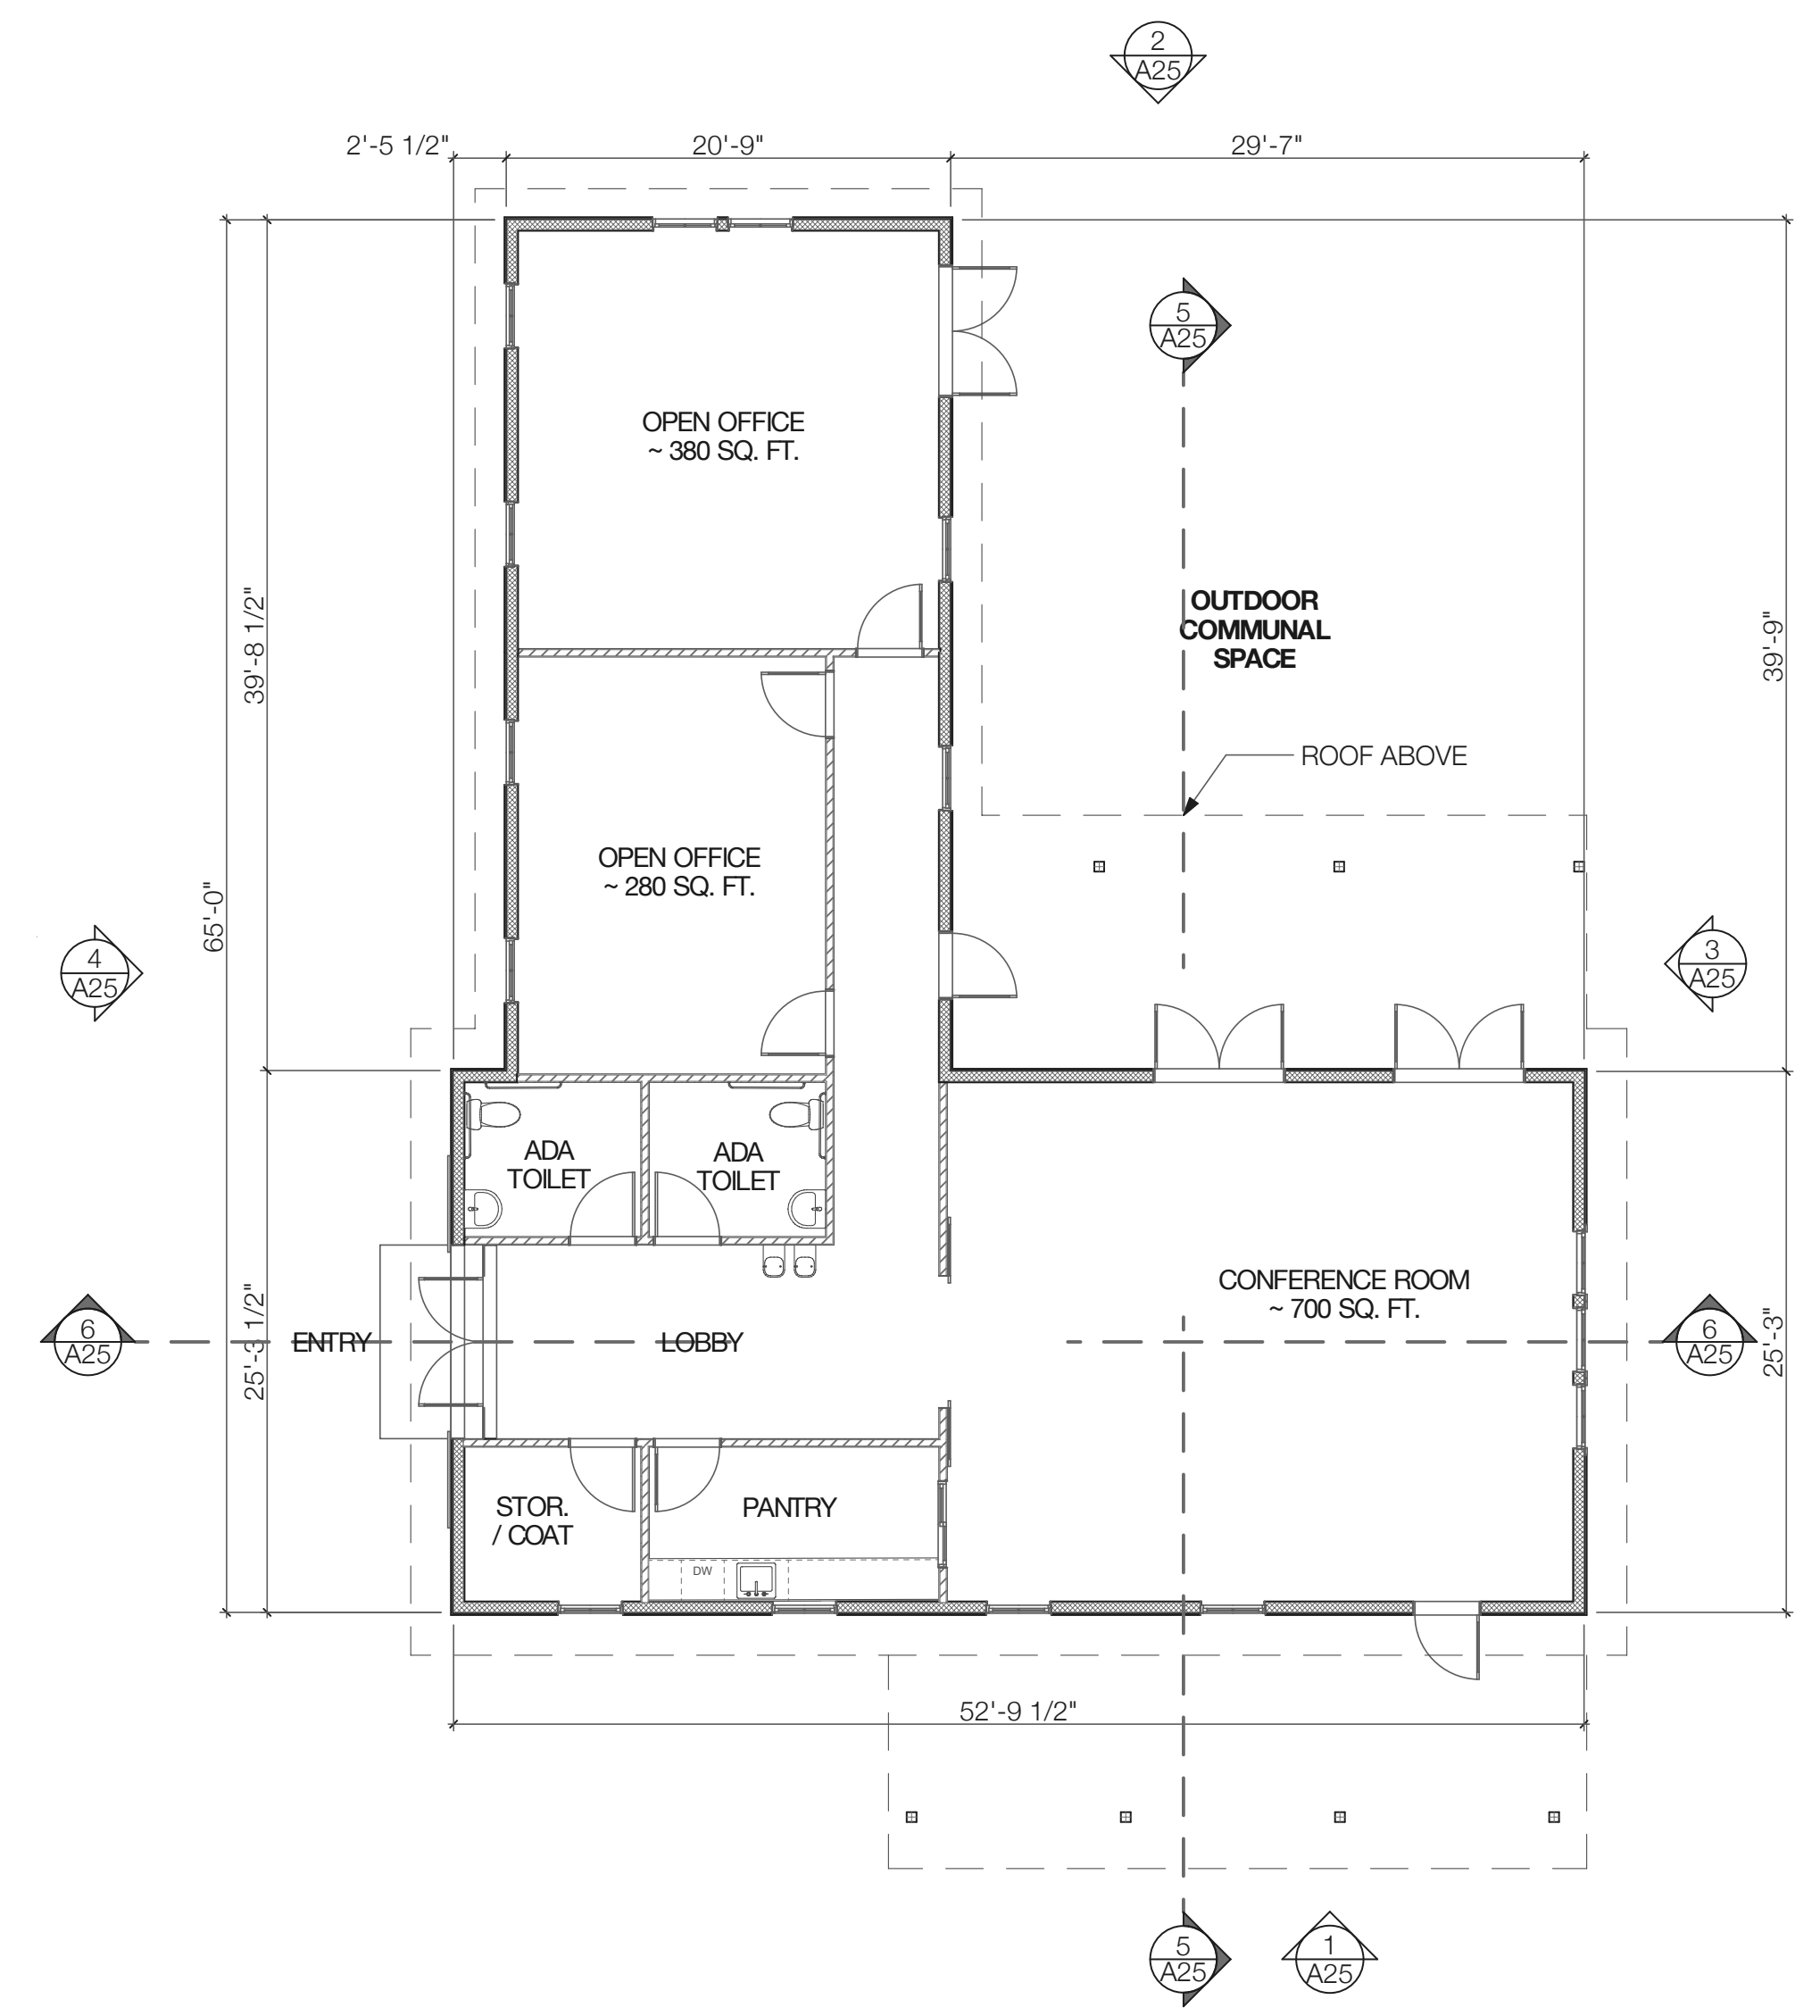 2
A25
2'-5 1/2"
20'-9"
29'-7"
5
A25
OPEN OFFICE
~ 380 SQ. FT.
OUTDOOR
COMMUNAL
SPACE
39'-8 1/2"
39'-9"
ROOF ABOVE
OPEN OFFICE
~ 280 SQ. FT.
65'-0"
4
A25
3
A25
ADA
TOILET
ADA
TOILET
CONFERENCE ROOM
~ 700 SQ. FT.
6
A25
ENTRY
LOBBY
6
A25
25'-3 1/2"
25'-3"
STOR.
/ COAT
PANTRY
DW
52'-9 1/2"
5
A25
1
A25